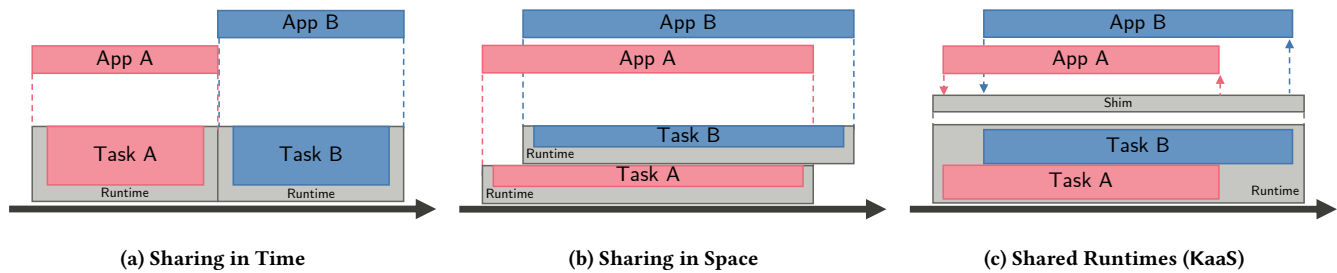 App B
App A
Task A
Task B
Runtime
Runtime
(a) Sharing in Time
App B
App A
Task B
Runtime
Task A
Runtime
(b) Sharing in Space
App B
App A
Shim
Task B
Task A
Runtime
(c) Shared Runtimes (KaaS)